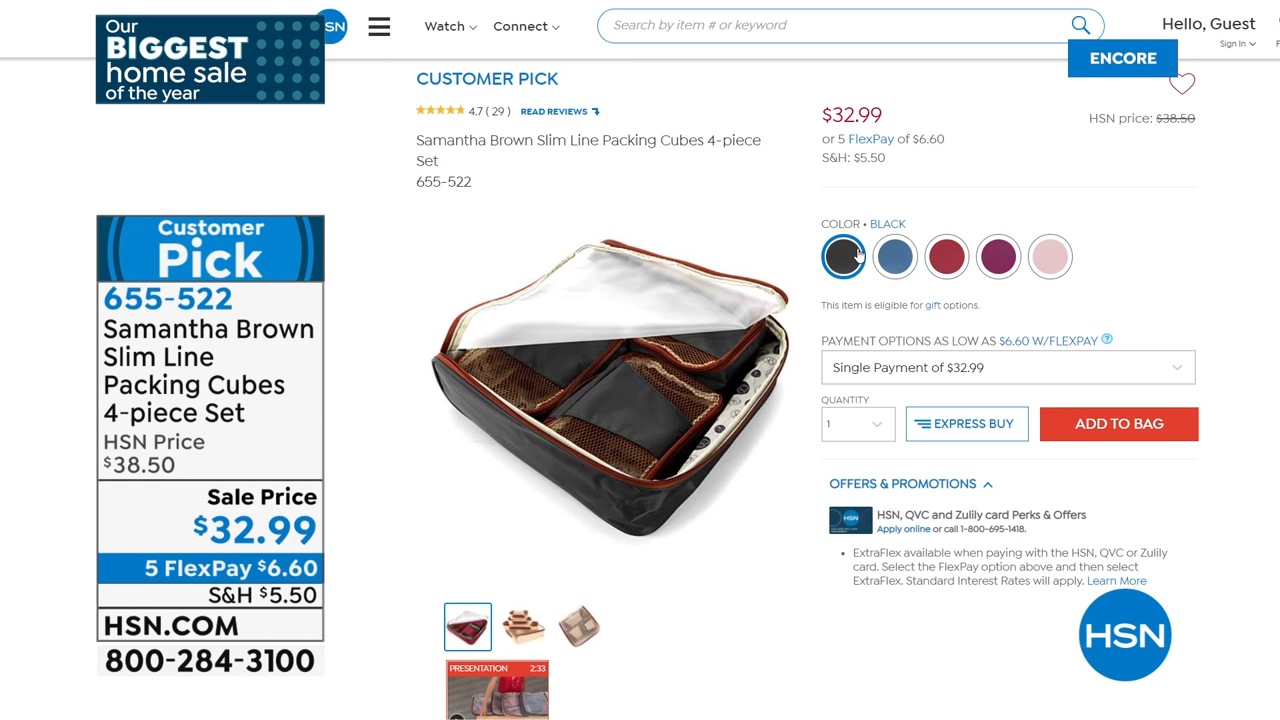 Our
BIGGEST
home sale
of the year
Watch
Connect
Search by item # or keyword
Hello, Guest
Sign In
ENCORE
CUSTOMER PICK
4.7 ( 29 ) READ REVIEWS
Samantha Brown Slim Line Packing Cubes 4-piece
Set
655-522
$32.99
HSN price: $38.50
or 5 FlexPay of $6.60
S&H: $5.50
COLOR • BLACK
This item is eligible for gift options.
PAYMENT OPTIONS AS LOW AS $6.60 W/FLEXPAY ?
Single Payment of $32.99
QUANTITY
1
EXPRESS BUY
ADD TO BAG
OFFERS & PROMOTIONS
HSN
HSN, QVC and Zulily card Perks & Offers
Apply online or call 1-800-695-1418.
• ExtraFlex available when paying with the HSN, QVC or Zulily
card. Select the FlexPay option above and then select
ExtraFlex. Standard Interest Rates will apply. Learn More
HSN
Customer
Pick
655-522
Samantha Brown
Slim Line
Packing Cubes
4-piece Set
HSN Price
$38.50
Sale Price
$32.99
5 FlexPay $6.60
S&H $5.50
HSN.COM
800-284-3100
PRESENTATION 2:33